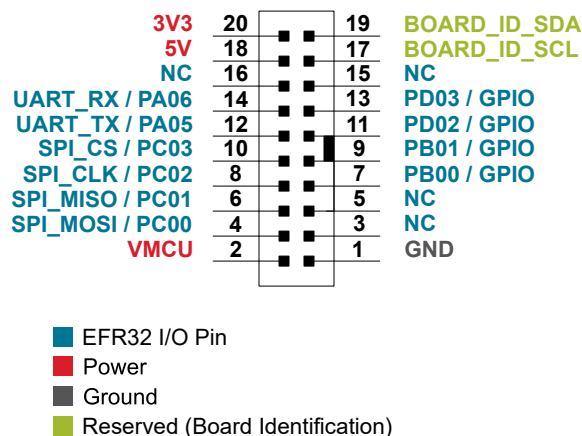 3V3 20 19 BOARD_ID_SDA
5V 18 17 BOARD_ID_SCL
NC 16 15 NC
UART_RX / PA06 14 13 PD03 / GPIO
UART_TX / PA05 12 11 PD02 / GPIO
SPI_CS / PC03 10 9 PB01 / GPIO
SPI_CLK / PC02 8 7 PB00 / GPIO
SPI_MISO / PC01 6 5 NC
SPI_MOSI / PC00 4 3 NC
VMCU 2 1 GND
EFR32 I/O Pin
Power
Ground
Reserved (Board Identification)